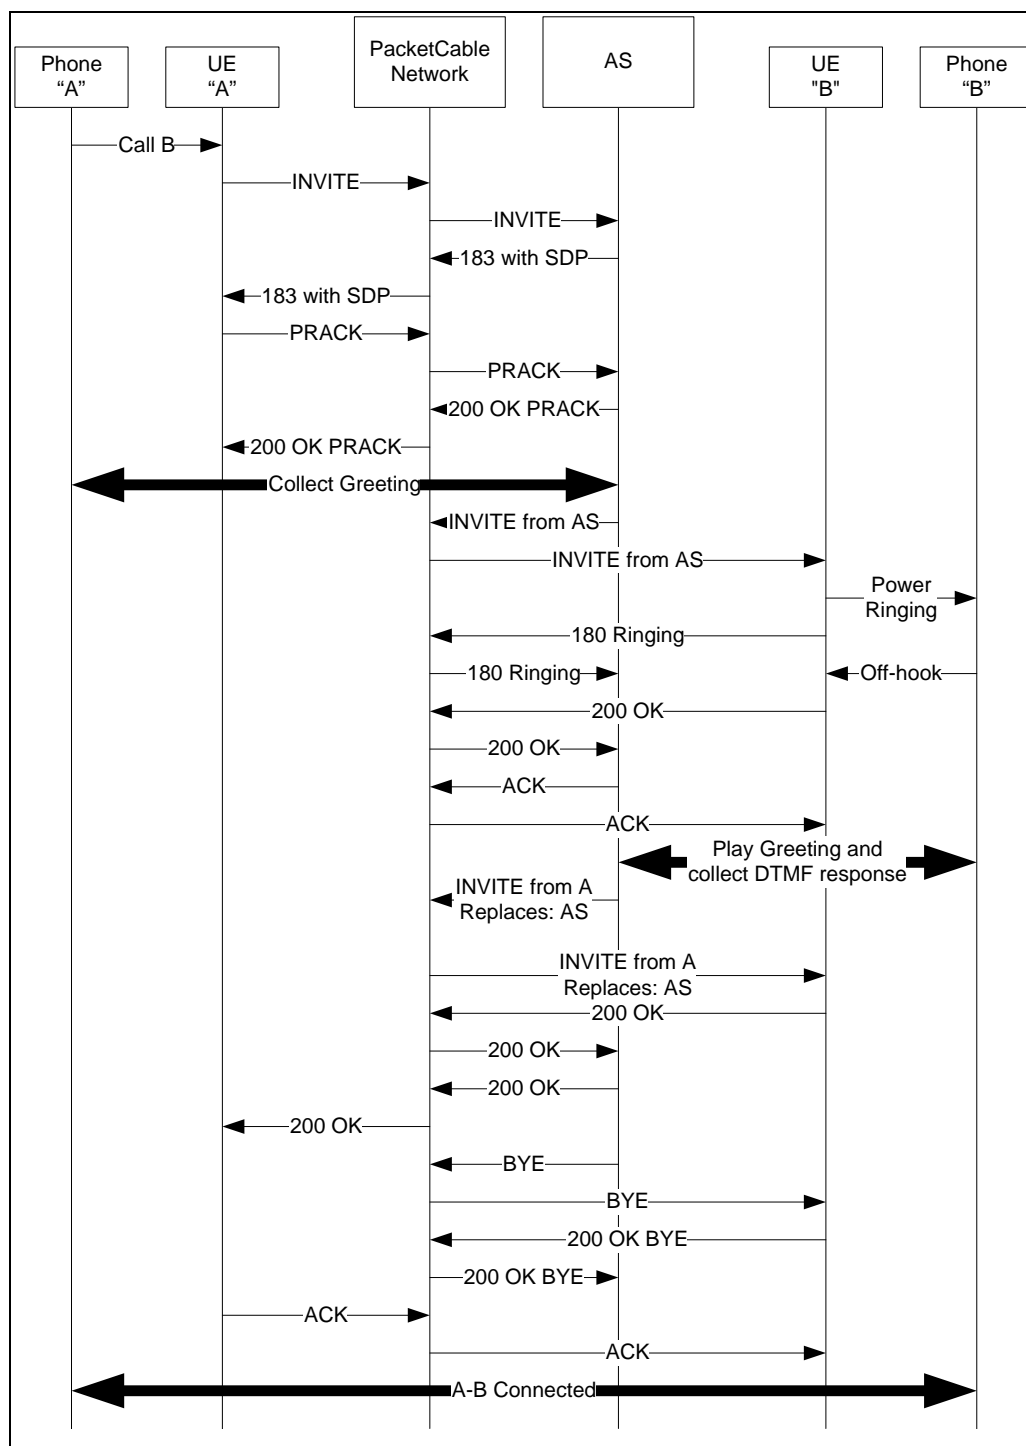 Phone
“A”
UE
“A”
PacketCable
Network
AS
UE
"B"
Phone
“B”
Call B
INVITE
INVITE
183 with SDP
183 with SDP
PRACK
PRACK
200 OK PRACK
200 OK PRACK
Collect Greeting
INVITE from AS
INVITE from AS
Power
Ringing
180 Ringing
180 Ringing
Off-hook
200 OK
200 OK
ACK
ACK
Play Greeting and
collect DTMF response
INVITE from A
Replaces: AS
INVITE from A
Replaces: AS
200 OK
200 OK
200 OK
200 OK
BYE
BYE
200 OK BYE
200 OK BYE
ACK
ACK
A-B Connected